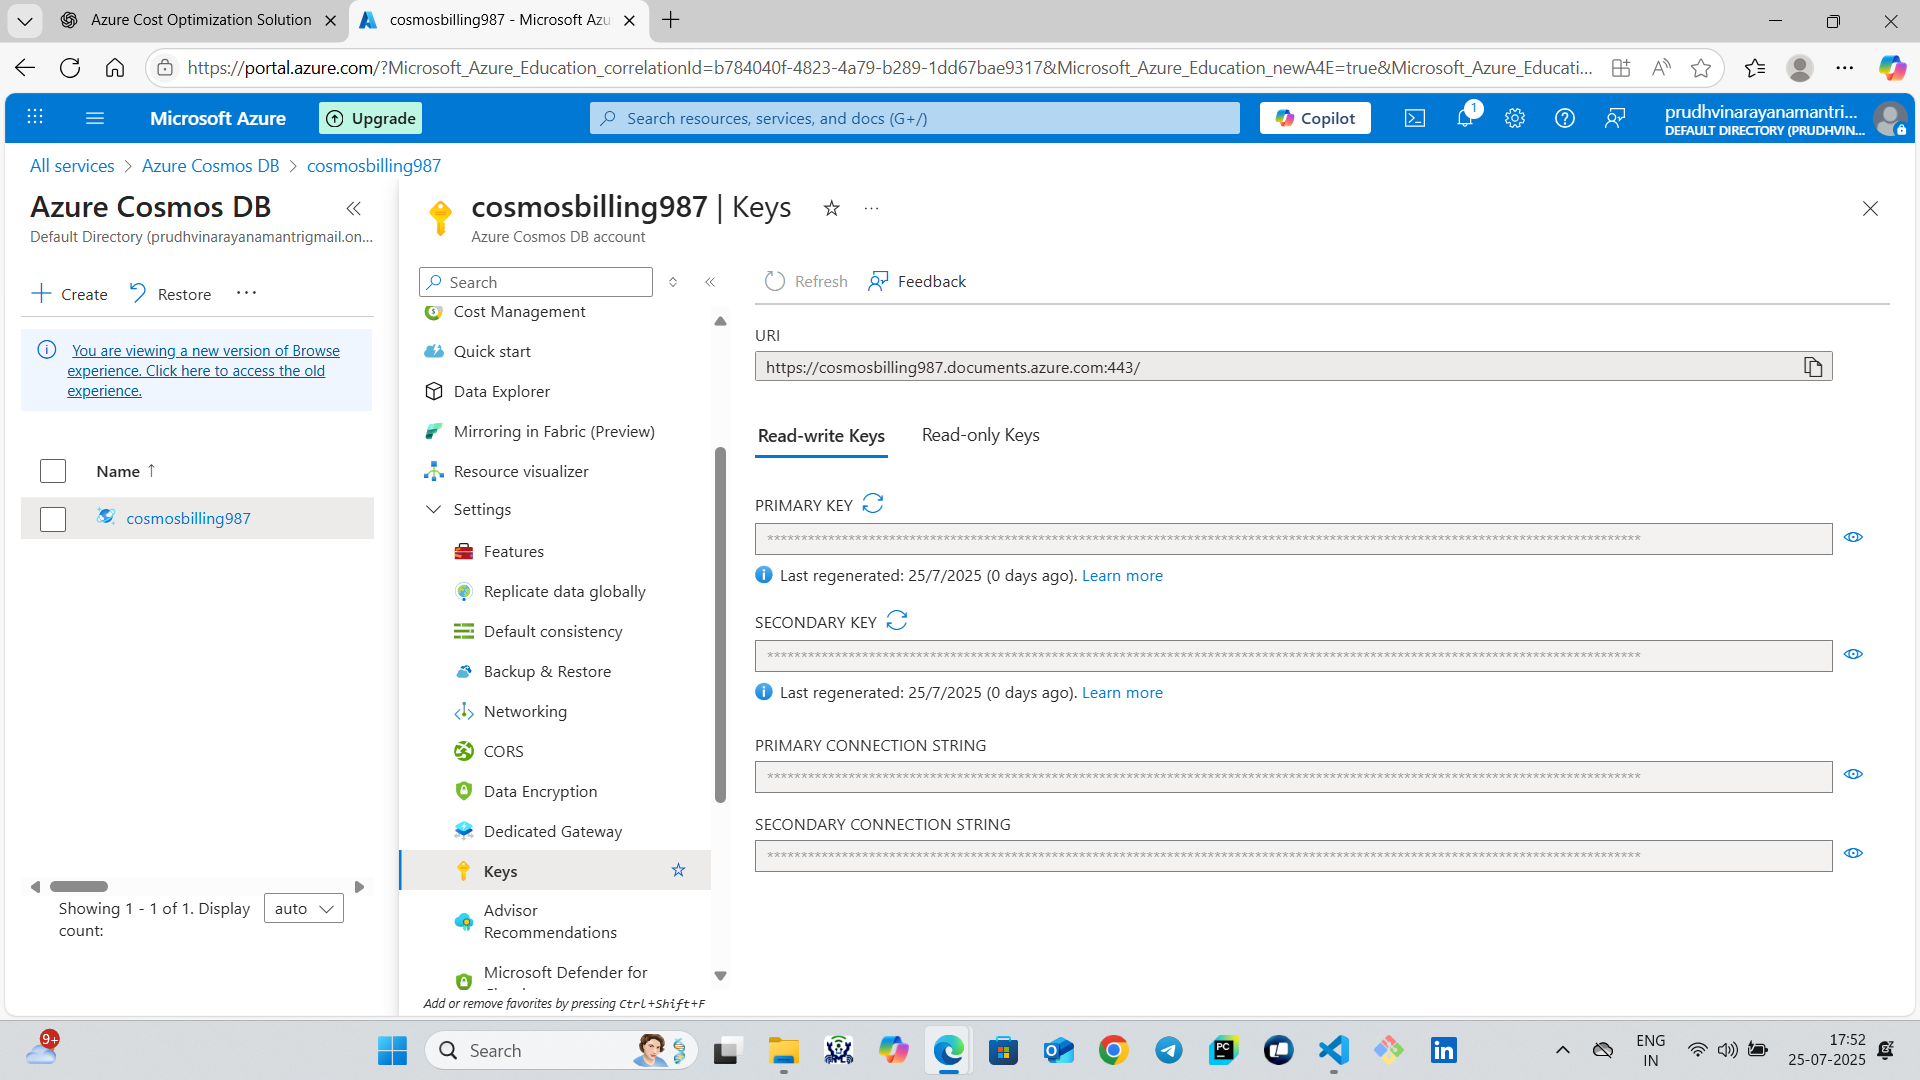 Azure Cost Optimization Solution
cosmosbilling987 - Microsoft Azu
https://portal.azure.com/?Microsoft_Azure_Education_correlationId=b784040f-4823-4a79-b289-1dd67bae9317&Microsoft_Azure_Education_newA4E=true&Microsoft_Azure_Educati...
Microsoft Azure
Upgrade
Search resources, services, and docs (G+/)
Copilot
1
prudhvinarayanamantri...
DEFAULT DIRECTORY (PRUDHVIN...
All services > Azure Cosmos DB > cosmosbilling987
Azure Cosmos DB
Default Directory (prudhvinarayanamantrigmail.on...
Create
Restore
You are viewing a new version of Browse
experience. Click here to access the old
experience.
Name ↑
cosmosbilling987
Showing 1 - 1 of 1. Display
count:
auto
cosmosbilling987 | Keys
Azure Cosmos DB account
Search
Cost Management
Quick start
Data Explorer
Mirroring in Fabric (Preview)
Resource visualizer
Settings
Features
Replicate data globally
Default consistency
Backup & Restore
Networking
CORS
Data Encryption
Dedicated Gateway
Keys
Advisor
Recommendations
Microsoft Defender for
Add or remove favorites by pressing Ctrl+Shift+F
Refresh
Feedback
URI
https://cosmosbilling987.documents.azure.com:443/
Read-write Keys
Read-only Keys
PRIMARY KEY
Last regenerated: 25/7/2025 (0 days ago). Learn more
SECONDARY KEY
Last regenerated: 25/7/2025 (0 days ago). Learn more
PRIMARY CONNECTION STRING
SECONDARY CONNECTION STRING
9+
Search
ENG
IN
17:52
25-07-2025